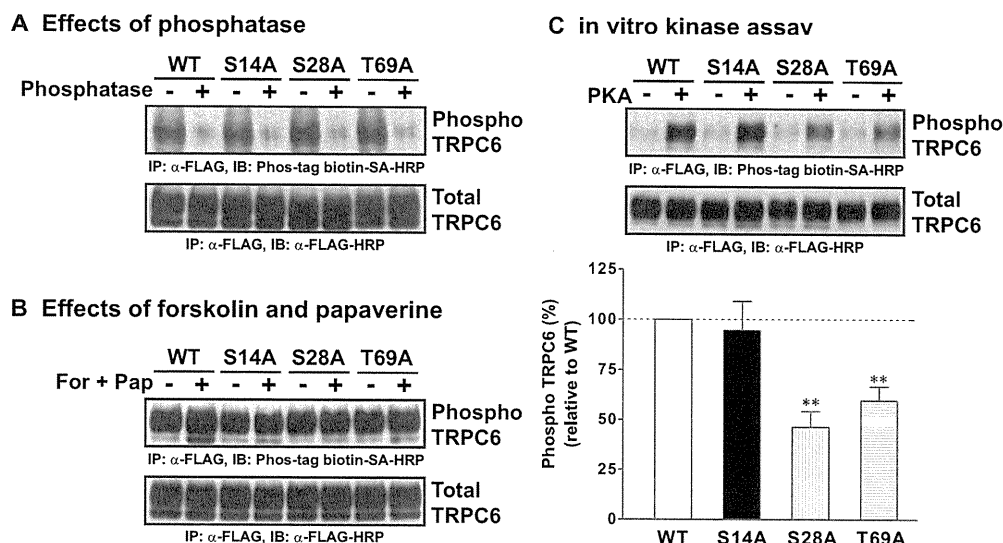 A Effects of phosphatase
WT S14A S28A T69A
Phosphatase - + - + - + - +
Phospho
TRPC6
IP: α-FLAG, IB: Phos-tag biotin-SA-HRP
Total
TRPC6
IP: α-FLAG, IB: α-FLAG-HRP
B Effects of forskolin and papaverine
WT S14A S28A T69A
For + Pap - + - + - + - +
Phospho
TRPC6
IP: α-FLAG, IB: Phos-tag biotin-SA-HRP
Total
TRPC6
IP: α-FLAG, IB: α-FLAG-HRP
C in vitro kinase assav
WT S14A S28A T69A
PKA - + - + - + - +
Phospho
TRPC6
IP: α-FLAG, IB: Phos-tag biotin-SA-HRP
Total
TRPC6
IP: α-FLAG, IB: α-FLAG-HRP
Phospho TRPC6 (%)
(relative to WT)
125
100
75
50
25
0
** **
WT S14A S28A T69A